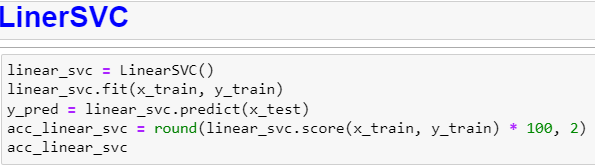 LinerSVC
linear_svc = LinearSVC()
linear_svc.fit(x_train, y_train)
y_pred = linear_svc.predict(x_test)
acc_linear_svc = round(linear_svc.score(x_train, y_train) * 100, 2)
acc_linear_svc